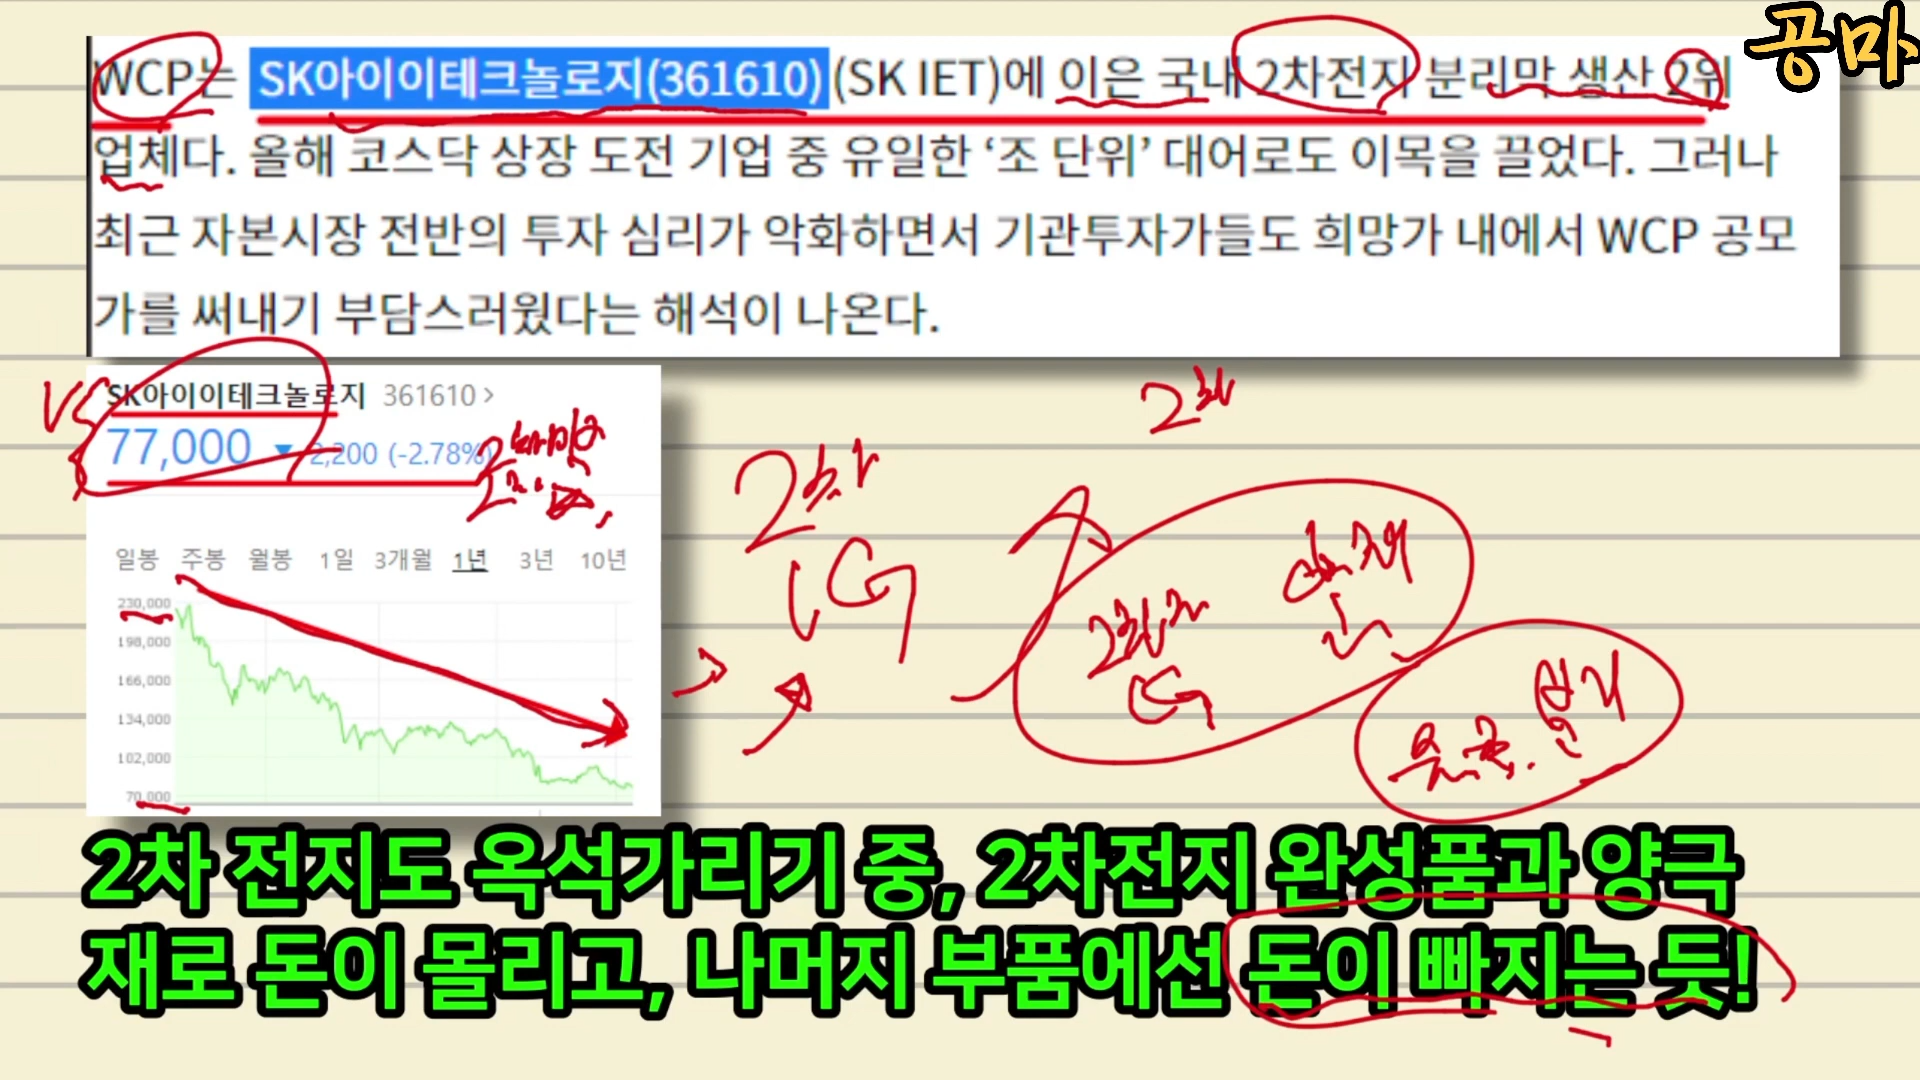 공마
WCP는 SK아이이테크놀로지(361610)(SK IET)에 이은 국내 2차전지 분리막 생산 2위
업체다. 올해 코스닥 상장 도전 기업 중 유일한 ‘조 단위’ 대어로도 이목을 끌었다. 그러나
최근 자본시장 전반의 투자 심리가 악화하면서 기관투자가들도 희망가 내에서 WCP 공모
가를 써내기 부담스러웠다는 해석이 나온다.
VS
SK아이이테크놀로지 361610 >
77,000 ▼ 2,200 (-2.78%)
일봉 주봉 월봉 1일 3개월 1년 3년 10년
230,000
198,000
166,000
134,000
102,000
70,000
2차
2차
2차 전지도 옥석가리기 중, 2차전지 완성품과 양극
재로 돈이 몰리고, 나머지 부품에선 돈이 빠지는 듯!